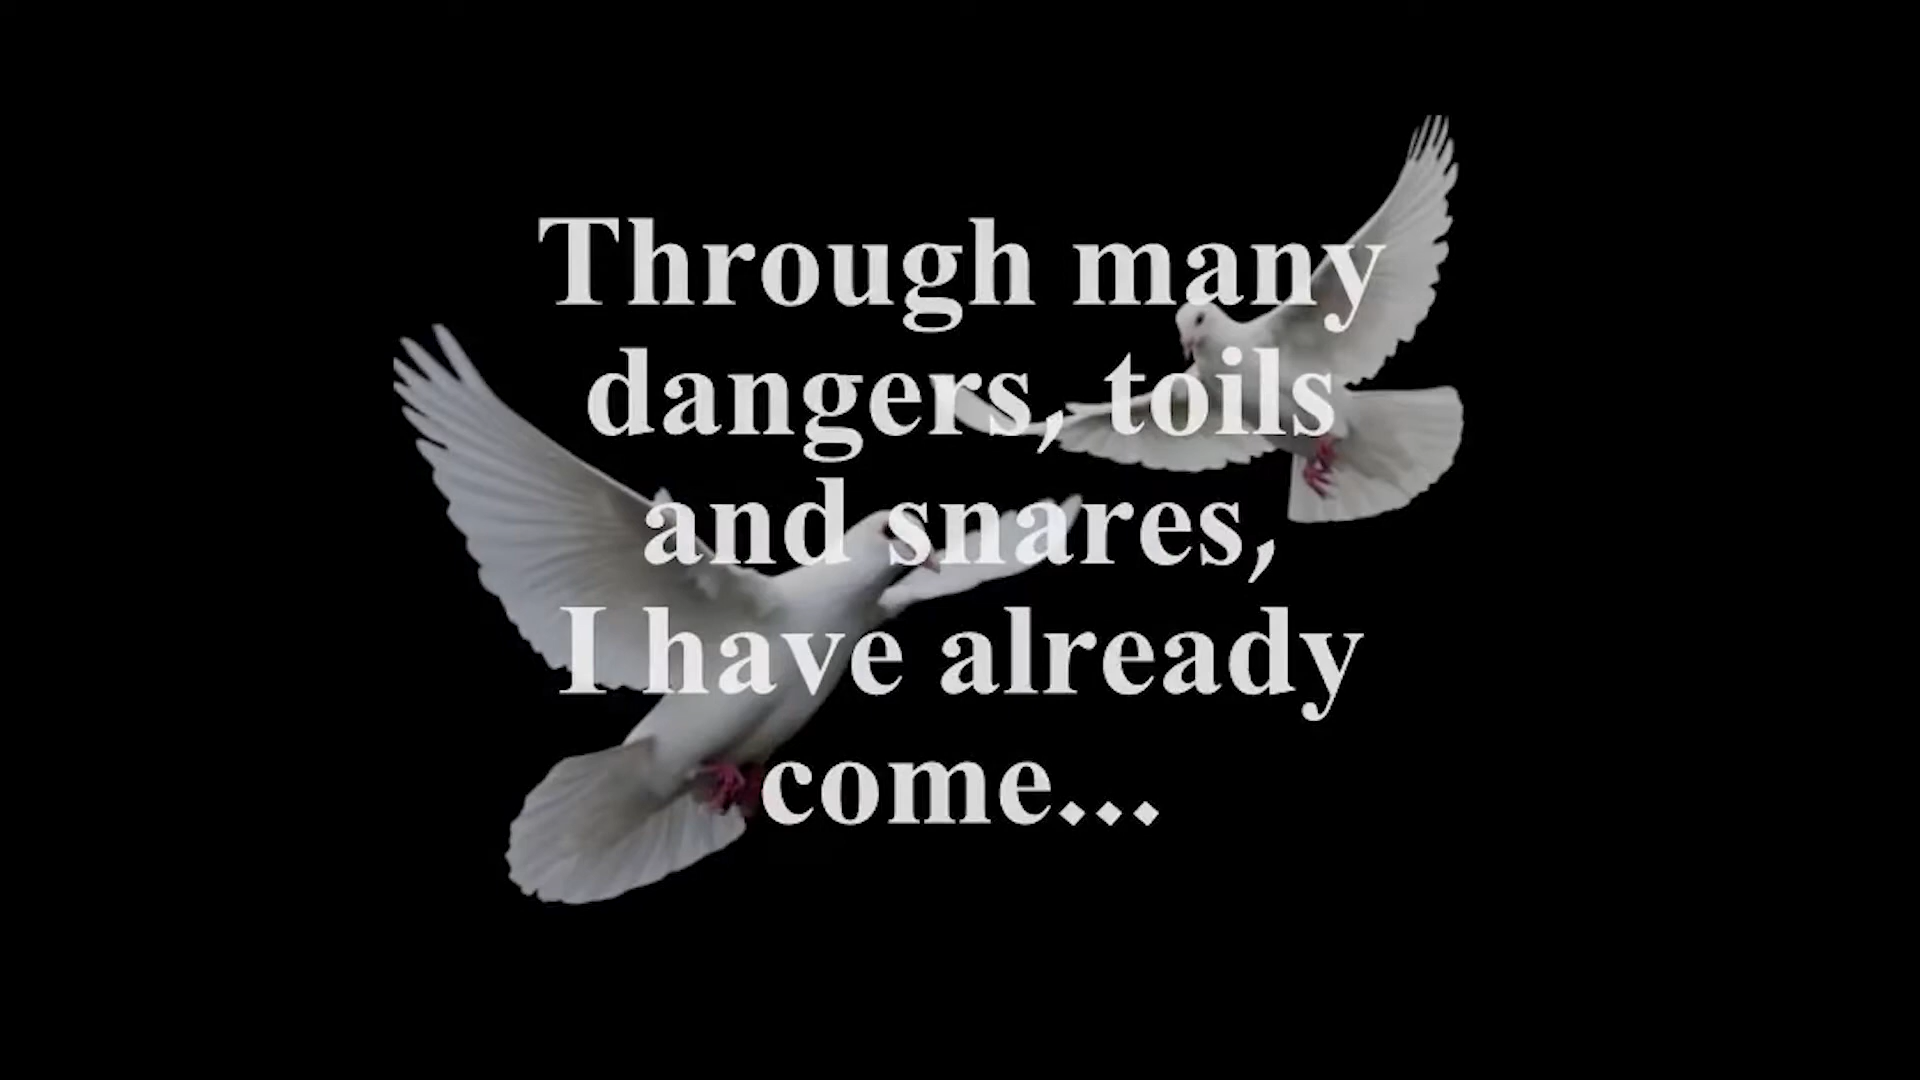 Through many
dangers, toils
and snares,
I have already
come...